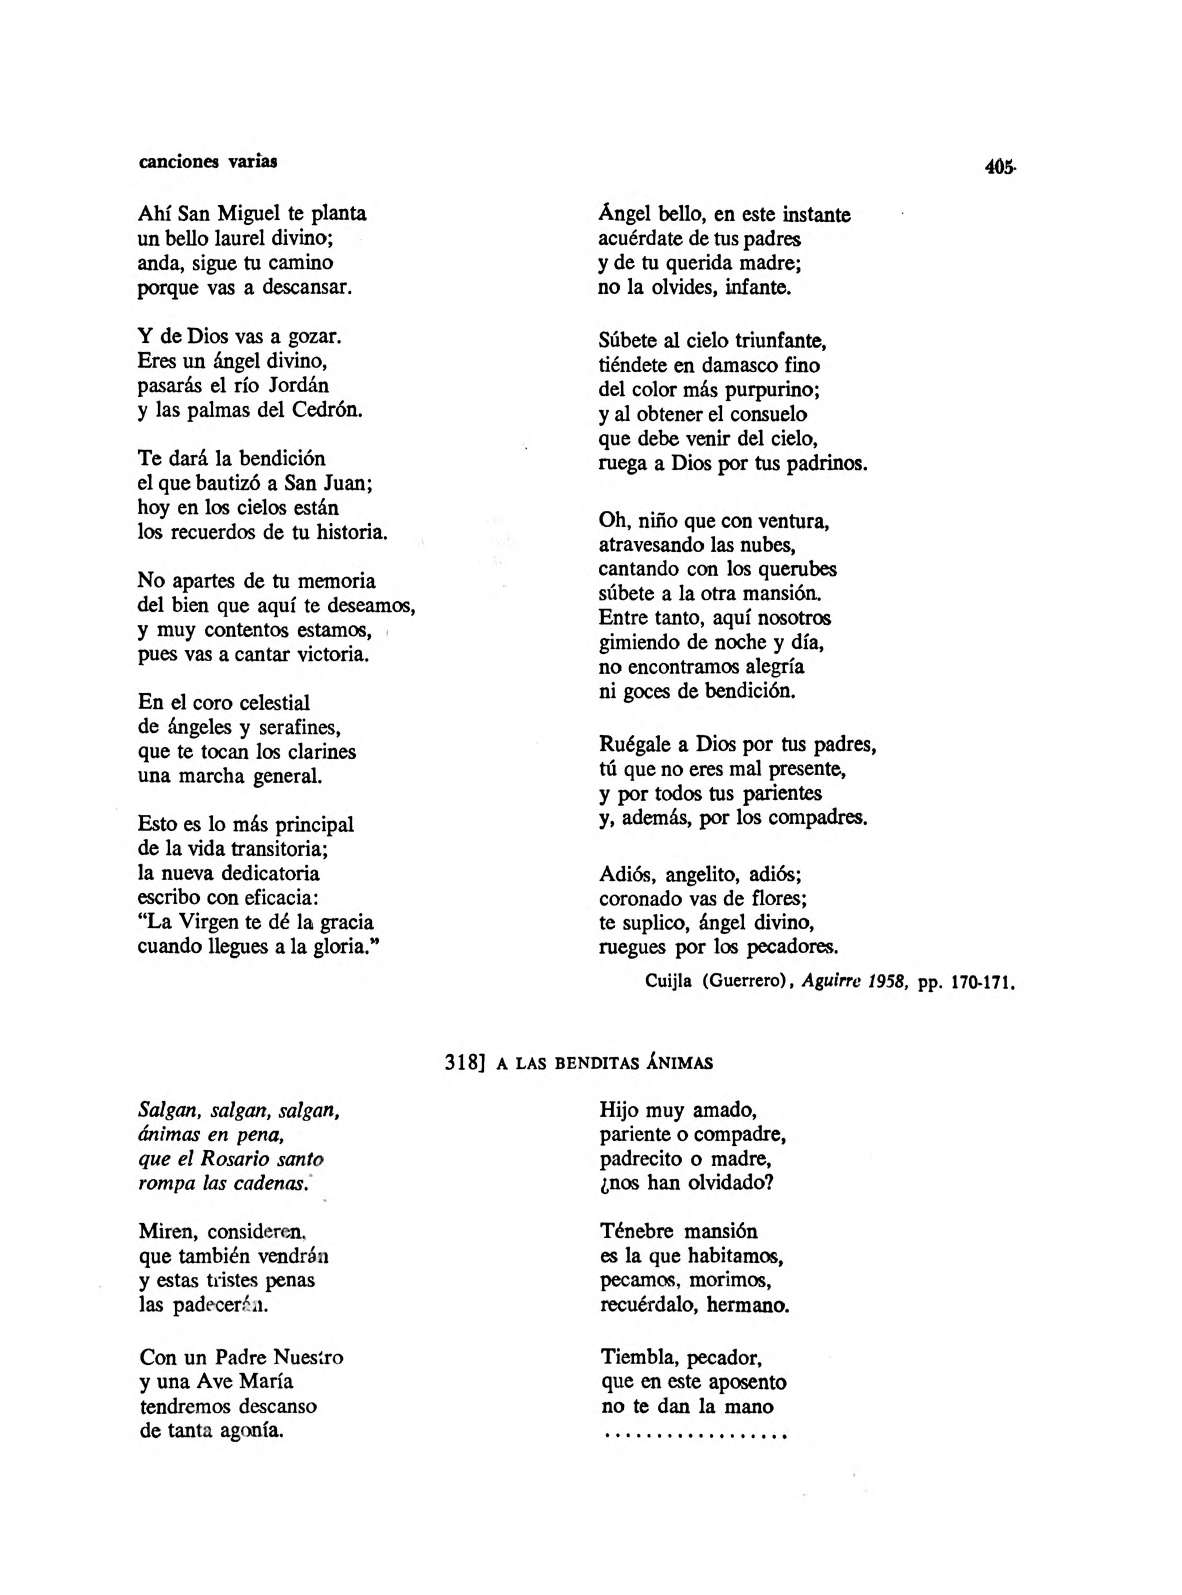 canciones varias
405
Ahí San Miguel te planta
un bello laurel divino;
anda, sigue tu camino
porque vas a descansar.
Y de Dios vas a gozar.
Eres un ángel divino,
pasarás el río Jordán
y las palmas del Cedrón.
Te dará la bendición
el que bautizó a San Juan;
hoy en los cielos están
los recuerdos de tu historia.
No apartes de tu memoria
del bien que aquí te deseamos,
y muy contentos estamos,
pues vas a cantar victoria.
En el coro celestial
de ángeles y serafines,
que te tocan los clarines
una marcha general.
Esto es lo más principal
de la vida transitoria;
la nueva dedicatoria
escribo con eficacia:
“La Virgen te dé la gracia
cuando llegues a la gloria.”
Ángel bello, en este instante
acuérdate de tus padres
y de tu querida madre;
no la olvides, infante.
Súbete al cielo triunfante,
tiéndete en damasco fino
del color más purpurino;
y al obtener el consuelo
que debe venir del cielo,
ruega a Dios por tus padrinos.
Oh, niño que con ventura,
atravesando las nubes,
cantando con los querubes
súbete a la otra mansión.
Entre tanto, aquí nosotros
gimiendo de noche y día,
no encontramos alegría
ni goces de bendición.
Ruégale a Dios por tus padres,
tú que no eres mal presente,
y por todos tus parientes
y, además, por los compadres.
Adiós, angelito, adiós;
coronado vas de flores;
te suplico, ángel divino,
ruegues por los pecadores.
Cuijla (Guerrero), Aguirre 1958, pp. 170-171.
318] A LAS BENDITAS ÁNIMAS
Salgan, salgan, salgan,
ánimas en pena,
que el Rosario santo
rompa las cadenas.
Miren, consideren,
que también vendrán
y estas tristes penas
las padecerán.
Con un Padre Nuestro
y una Ave María
tendremos descanso
de tanta agonía.
Hijo muy amado,
pariente o compadre,
padrecito o madre,
¿nos han olvidado?
Ténebre mansión
es la que habitamos,
pecamos, morimos,
recuérdalo, hermano.
Tiembla, pecador,
que en este aposento
no te dan la mano
..................